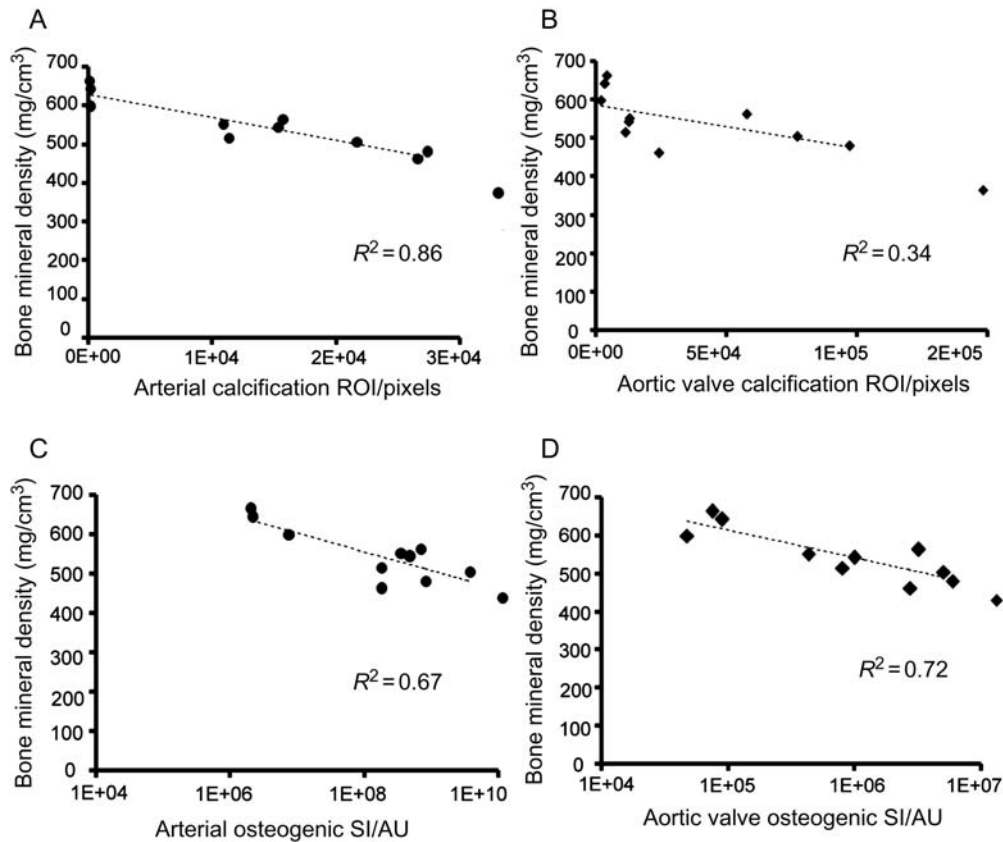 A
Bone mineral density (mg/cm³)
700
600
500
400
300
200
100
0
R² = 0.86
0E+00 1E+04 2E+04 3E+04
Arterial calcification ROI/pixels
B
Bone mineral density (mg/cm³)
700
600
500
400
300
200
100
0
R² = 0.34
0E+00 5E+04 1E+05 2E+05
Aortic valve calcification ROI/pixels
C
Bone mineral density (mg/cm³)
700
600
500
400
300
200
100
0
R² = 0.67
1E+04 1E+06 1E+08 1E+10
Arterial osteogenic SI/AU
D
Bone mineral density (mg/cm³)
700
600
500
400
300
200
100
0
R² = 0.72
1E+04 1E+05 1E+06 1E+07
Aortic valve osteogenic SI/AU